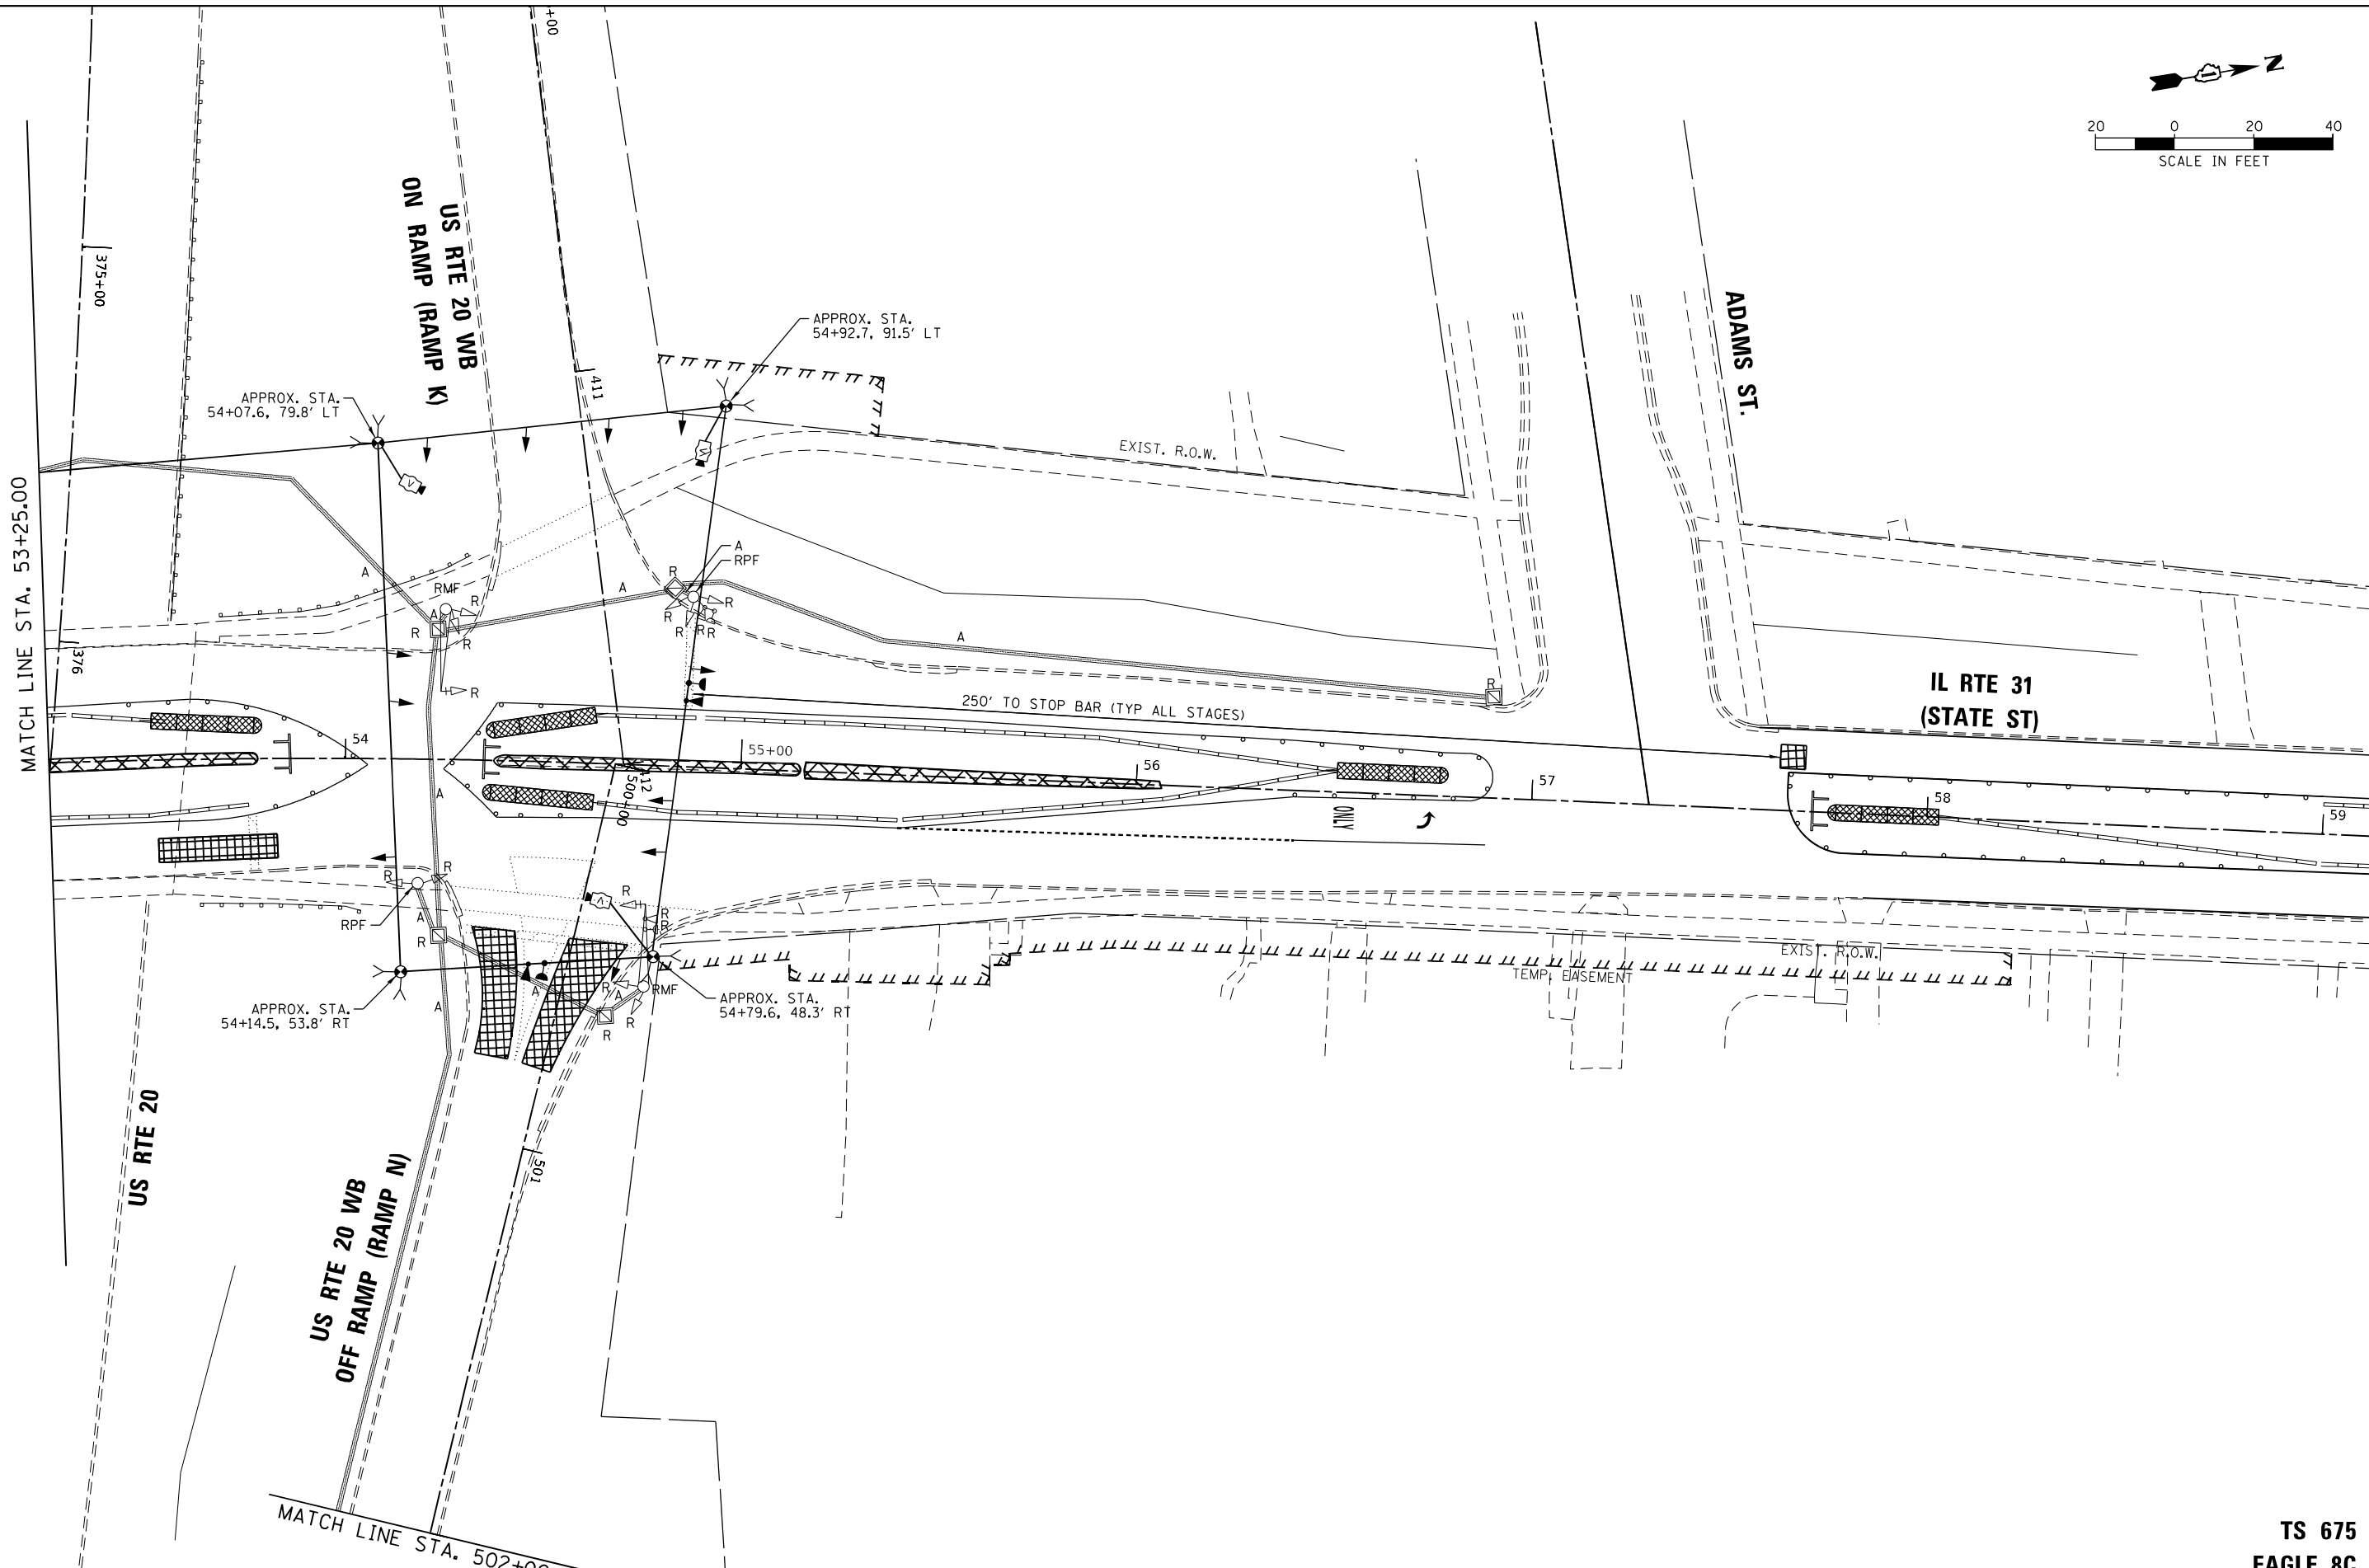 +00
N
20 0 20 40
SCALE IN FEET
375+00
US RTE 20 WB
ON RAMP (RAMP K)
411
ADAMS ST.
APPROX. STA.
54+92.7, 91.5' LT
APPROX. STA.
54+07.6, 79.8' LT
EXIST. R.O.W.
MATCH LINE STA. 53+25.00
A
RPF
R
A
A
RMF
R
A
R
R
R
R
R
R
R
A
376
R
R
IL RTE 31
(STATE ST)
250' TO STOP BAR (TYP ALL STAGES)
54
55+00
56
57
58
59
412
500+00
A
ONLY
R
R
R
R
R
A
RPF
R
EXIST. R.O.W.
TEMP. EASEMENT
R
A
A
RMF
APPROX. STA.
54+79.6, 48.3' RT
APPROX. STA.
54+14.5, 53.8' RT
A
R
R
US RTE 20
501
US RTE 20 WB
OFF RAMP (RAMP N)
MATCH LINE STA. 502+00
TS 675
EAGLE 8C